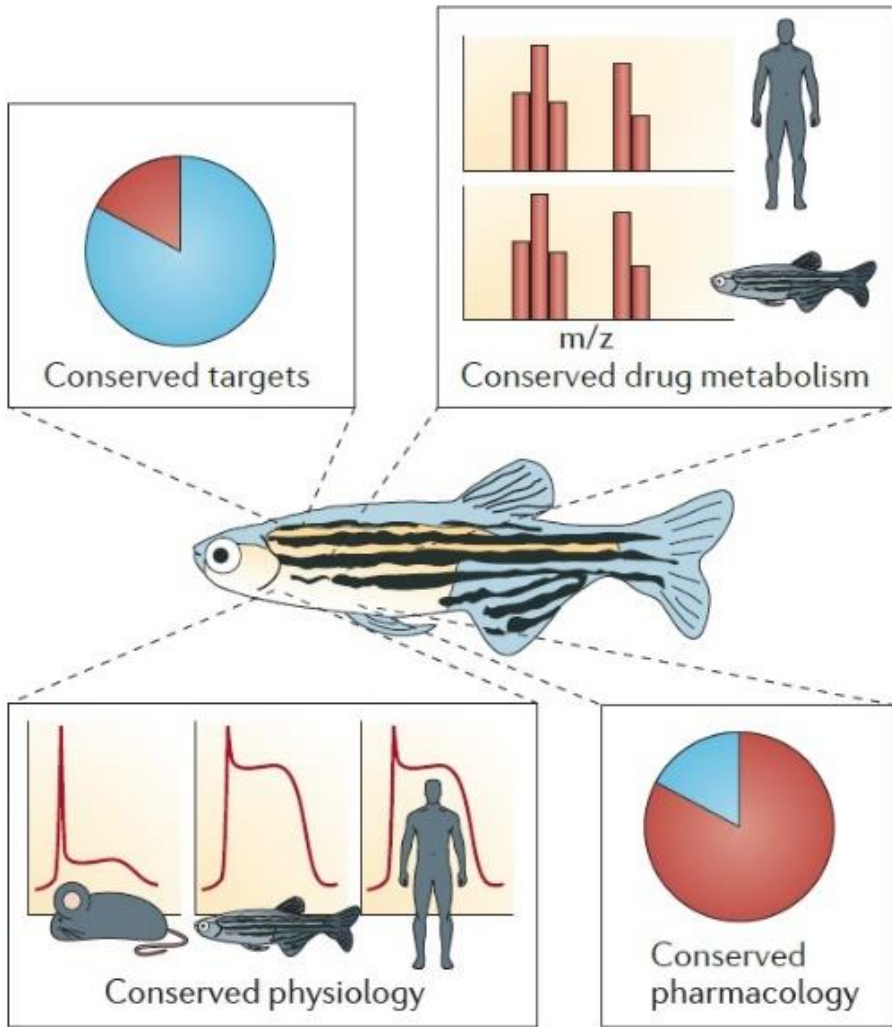 Conserved targets
m/z
Conserved drug metabolism
Conserved physiology
Conserved
pharmacology